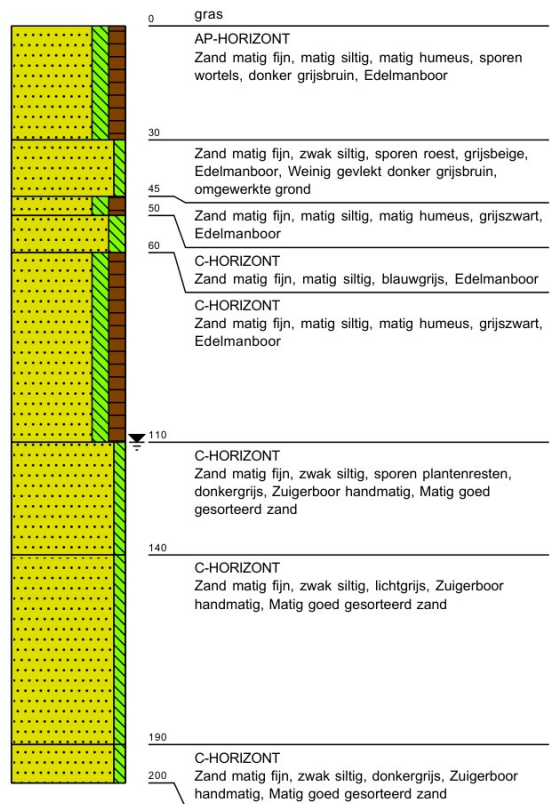 0 gras
AP-HORIZONT
Zand matig fijn, matig siltig, matig humeus, sporen
wortels, donker grijsbruin, Edelmanboor
30
Zand matig fijn, zwak siltig, sporen roest, grijsbeige,
Edelmanboor, Weinig gevlekt donker grijsbruin,
omgewerkte grond
45
Zand matig fijn, matig siltig, matig humeus, grijszwart,
Edelmanboor
50
C-HORIZONT
Zand matig fijn, matig siltig, blauwgrijs, Edelmanboor
60
C-HORIZONT
Zand matig fijn, matig siltig, matig humeus, grijszwart,
Edelmanboor
110
C-HORIZONT
Zand matig fijn, zwak siltig, sporen plantenresten,
donkergrijs, Zuigerboor handmatig, Matig goed
gesorteerd zand
140
C-HORIZONT
Zand matig fijn, zwak siltig, lichtgrijs, Zuigerboor
handmatig, Matig goed gesorteerd zand
190
C-HORIZONT
Zand matig fijn, zwak siltig, donkergrijs, Zuigerboor
handmatig, Matig goed gesorteerd zand
200